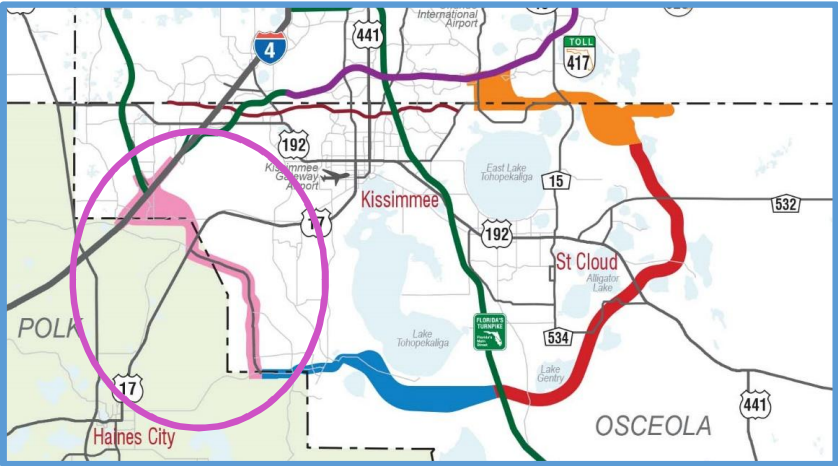 International
Airport
441
4
TOLL
417
192
Kissimmee
Gateway
Airport
Kissimmee
East Lake
Tohopekaliga
15
532
17
192
St Cloud
Alligator
Lake
POLK
FLORIDA'S
TURNPIKE
Lake
Tohopekaliga
534
Lake
Gentry
17
441
Haines City
OSCEOLA